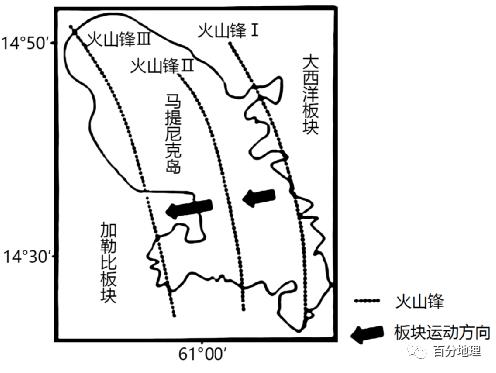 14°50′
火山锋Ⅲ
火山锋Ⅰ
火山锋Ⅱ
大西洋板块
马提尼克岛
加勒比板块
14°30′
61°00′
火山锋
板块运动方向
百分地理